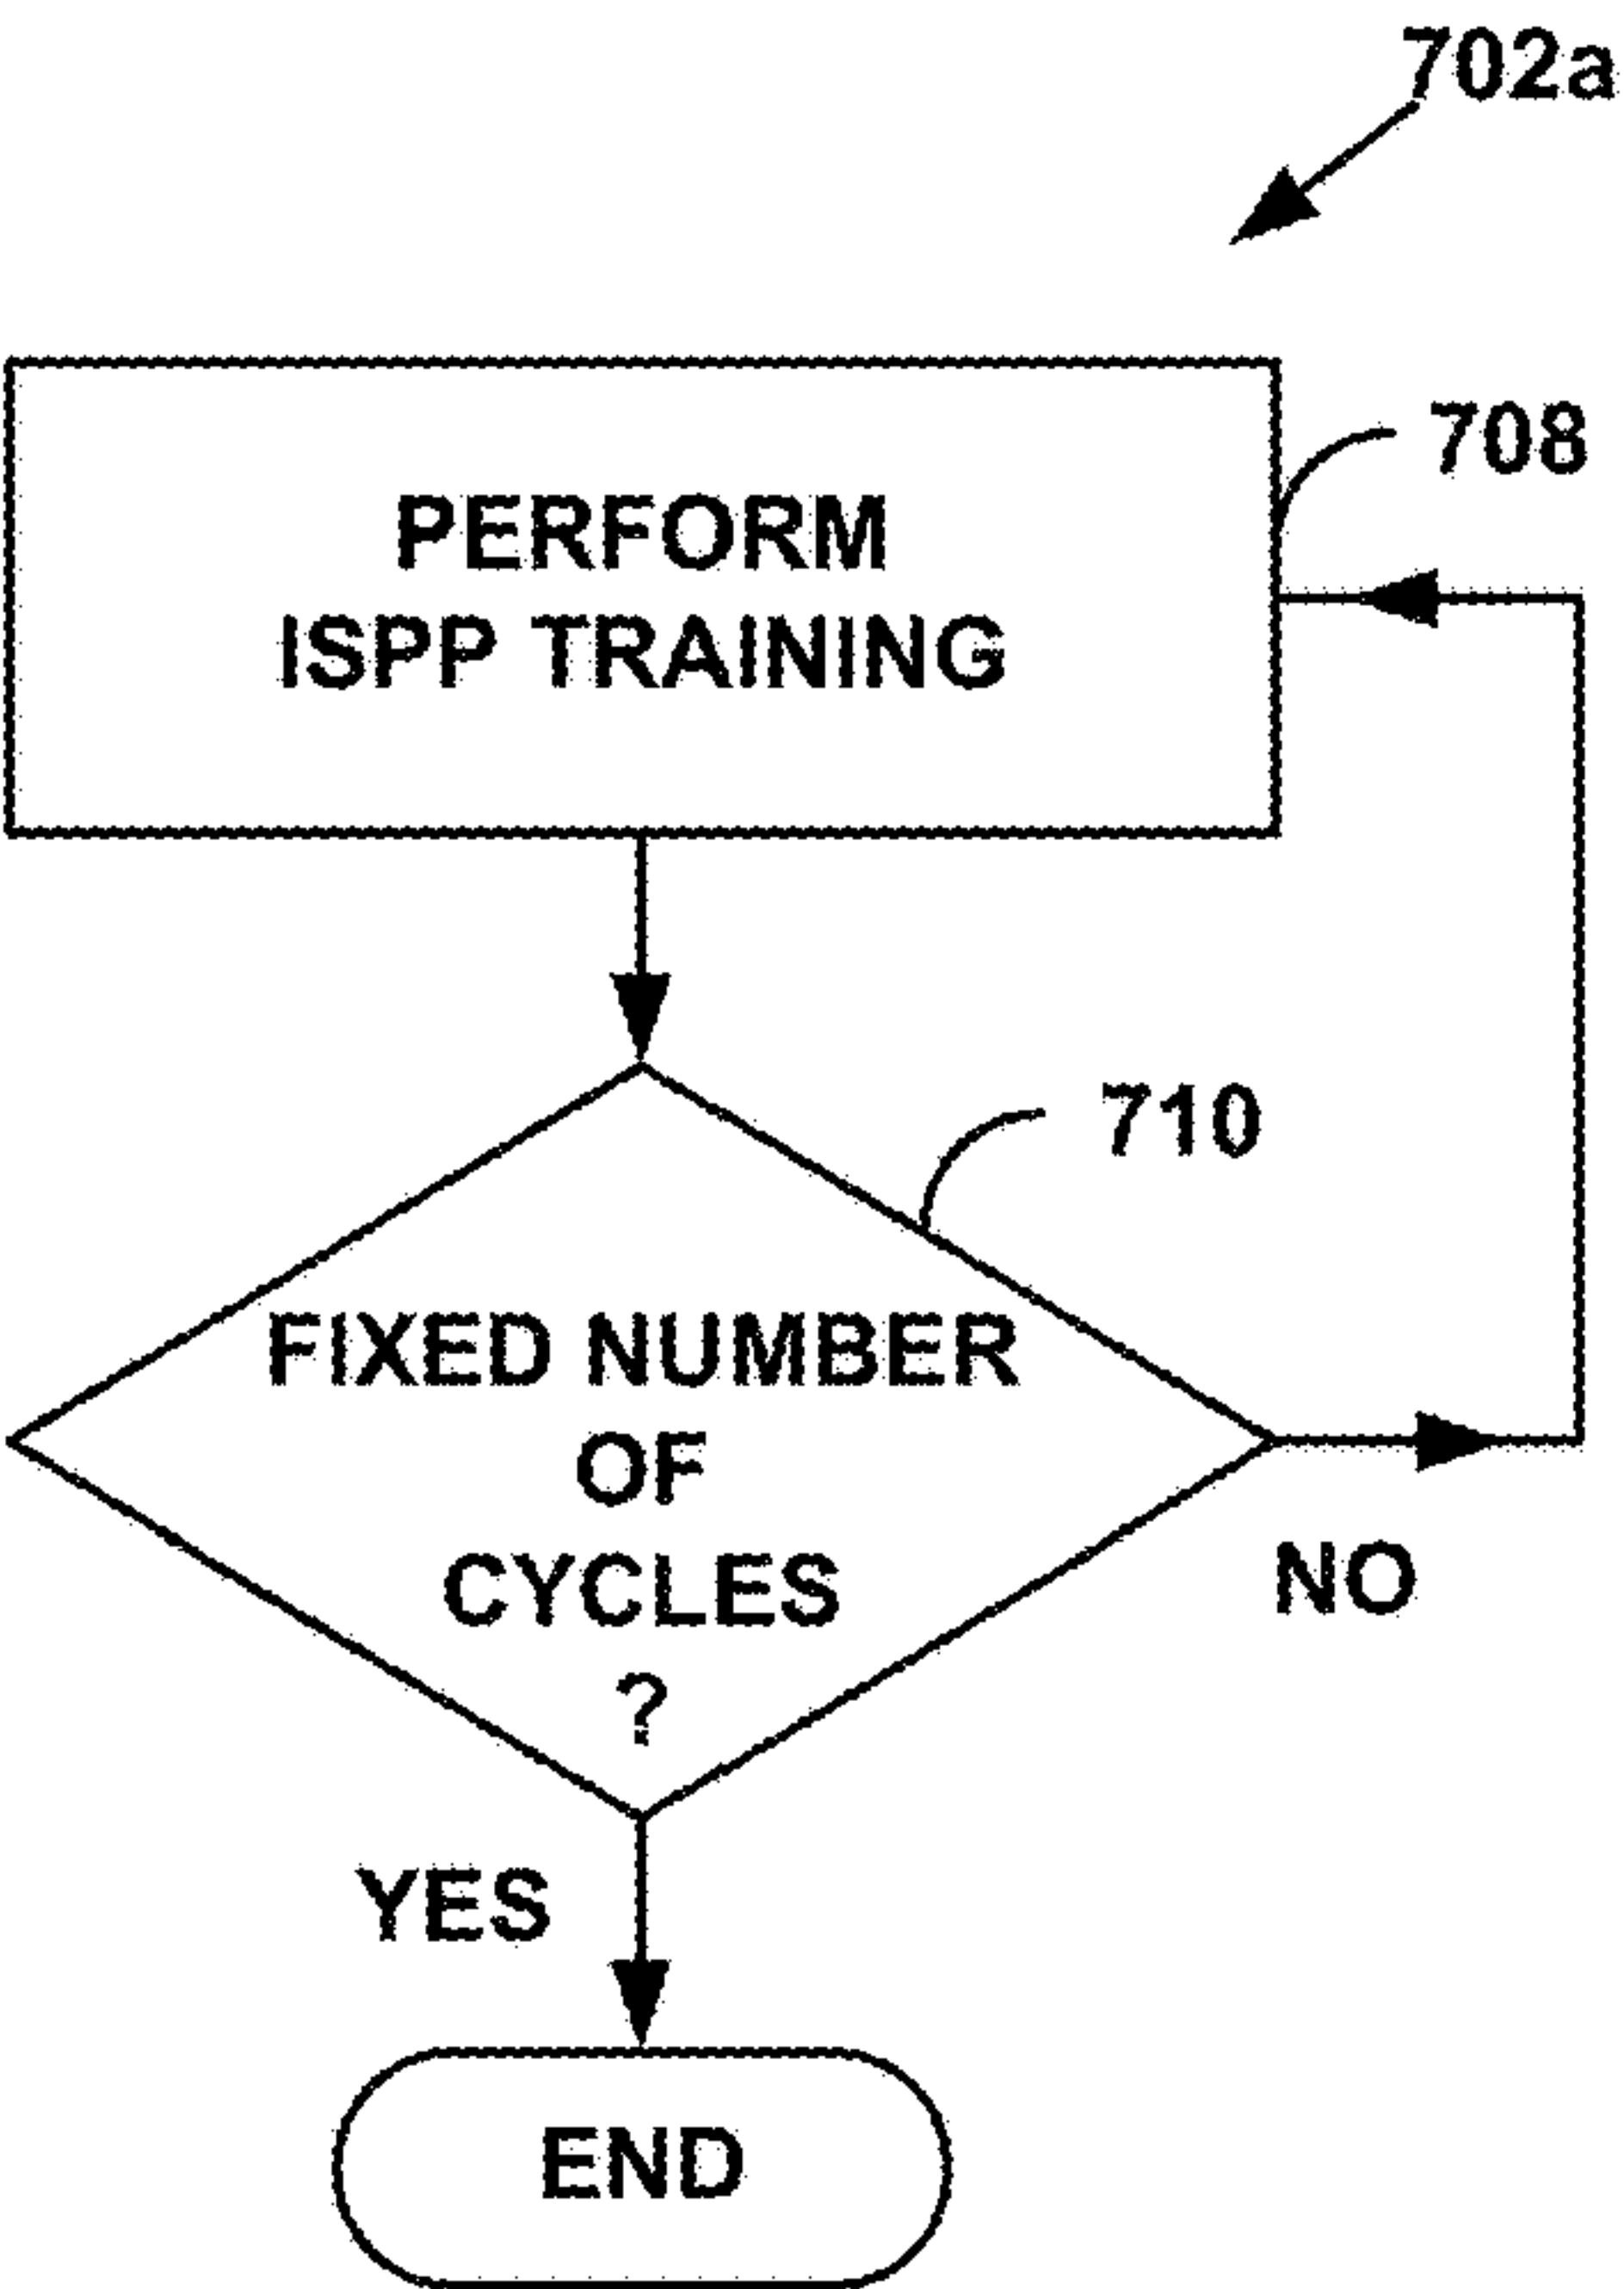 702a
708
PERFORM
ISPP TRAINING
710
FIXED NUMBER
OF
CYCLES
?
NO
YES
END